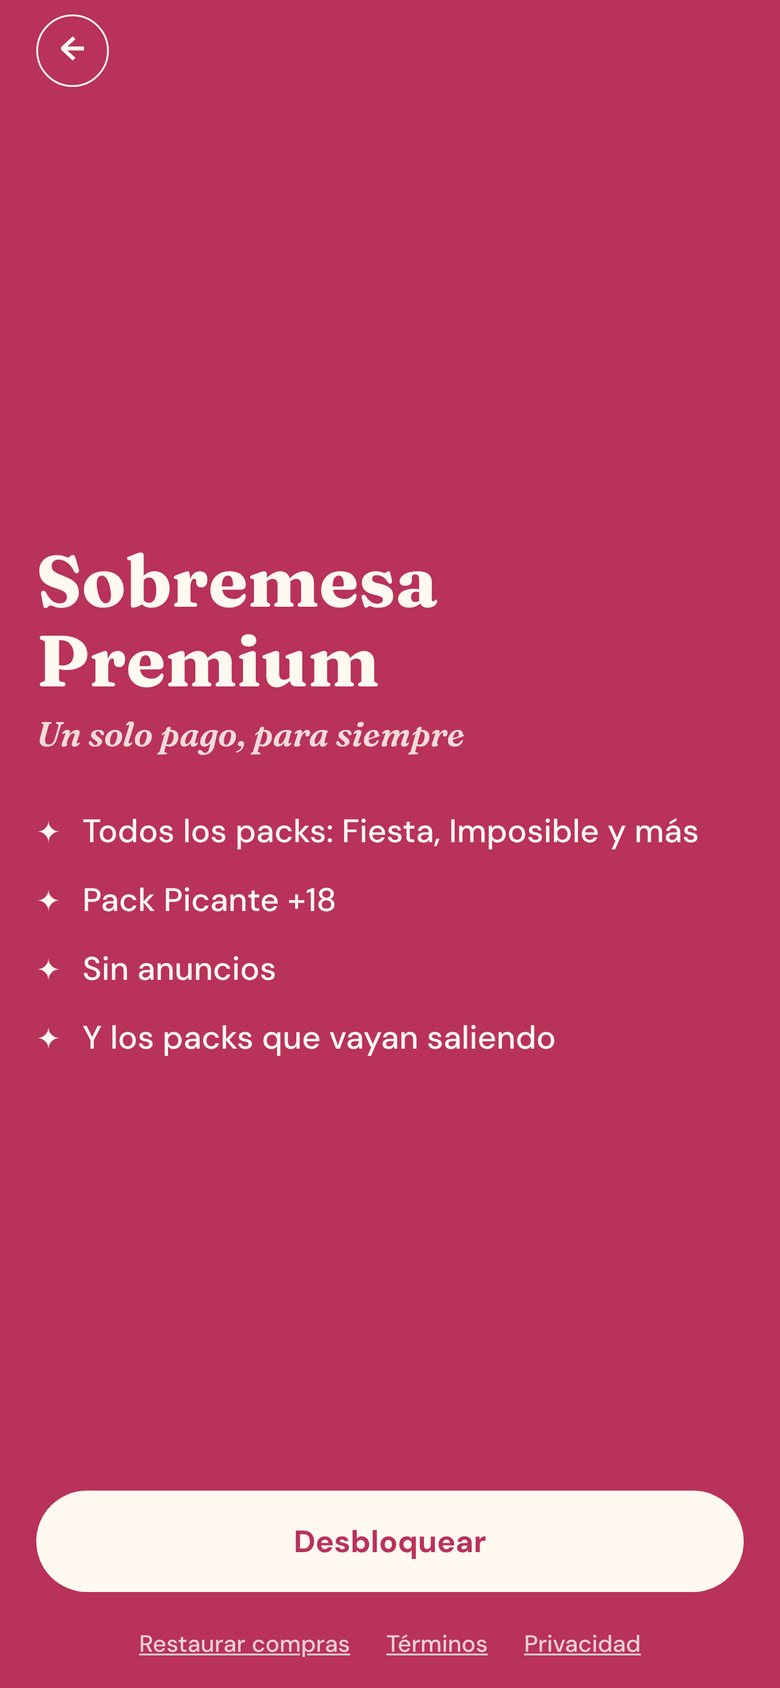 Sobremesa
Premium
Un solo pago, para siempre
Todos los packs: Fiesta, Imposible y más
Pack Picante +18
Sin anuncios
Y los packs que vayan saliendo
Desbloquear
Restaurar compras Términos Privacidad